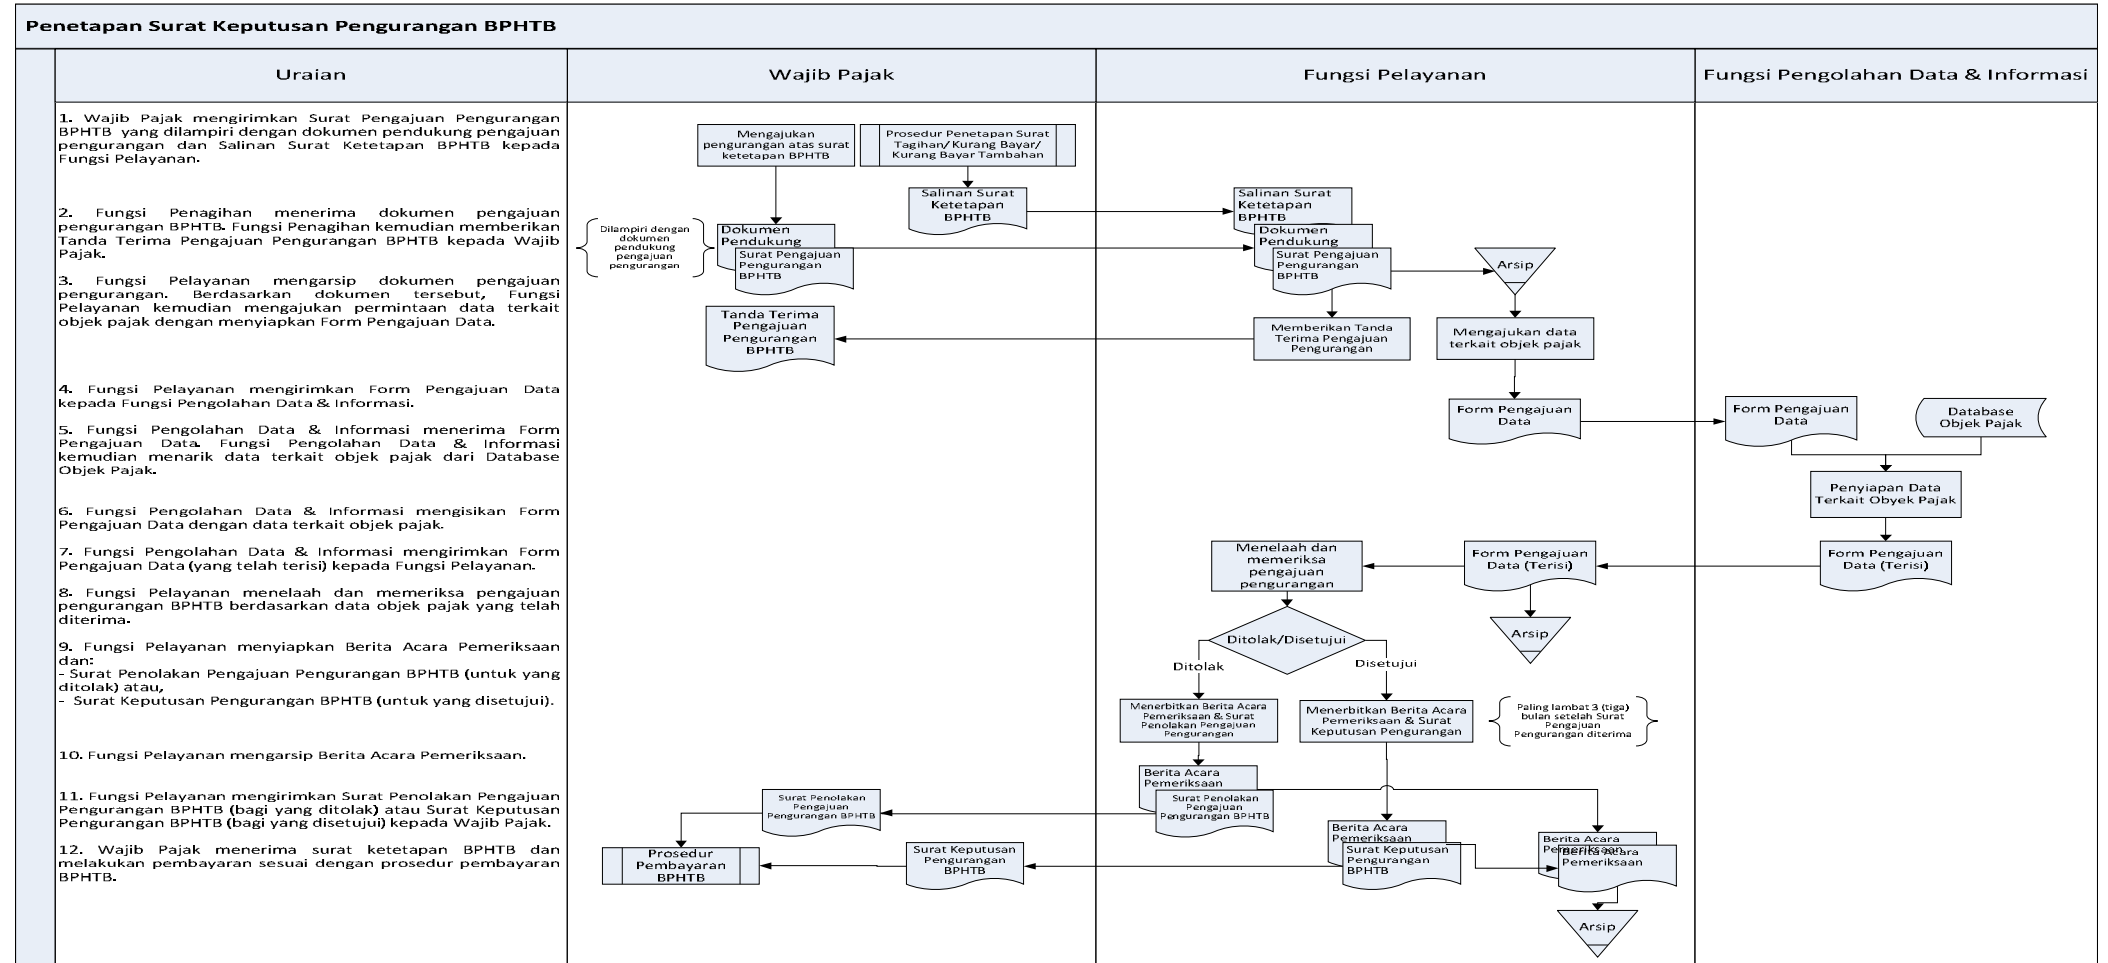 Penetapan Surat Keputusan Pengurangan BPHTB
Uraian
Wajib Pajak
Fungsi Pelayanan
Fungsi Pengolahan Data & Informasi
1. Wajib Pajak mengirimkan Surat Pengajuan Pengurangan
BPHTB yang dilampiri dengan dokumen pendukung pengajuan
pengurangan dan Salinan Surat Ketetapan BPHTB kepada
Fungsi Pelayanan.
2. Fungsi Penagihan menerima dokumen pengajuan
pengurangan BPHTB. Fungsi Penagihan kemudian memberikan
Tanda Terima Pengajuan Pengurangan BPHTB kepada Wajib
Pajak.
3. Fungsi Pelayanan mengarsip dokumen pengajuan
pengurangan. Berdasarkan dokumen tersebut, Fungsi
Pelayanan kemudian mengajukan permintaan data terkait
objek pajak dengan menyiapkan Form Pengajuan Data.
4. Fungsi Pelayanan mengirimkan Form Pengajuan Data
kepada Fungsi Pengolahan Data & Informasi.
5. Fungsi Pengolahan Data & Informasi menerima Form
Pengajuan Data. Fungsi Pengolahan Data & Informasi
kemudian menarik data terkait objek pajak dari Database
Objek Pajak.
6. Fungsi Pengolahan Data & Informasi mengisikan Form
Pengajuan Data dengan data terkait objek pajak.
7. Fungsi Pengolahan Data & Informasi mengirimkan Form
Pengajuan Data (yang telah terisi) kepada Fungsi Pelayanan.
8. Fungsi Pelayanan menelaah dan memeriksa pengajuan
pengurangan BPHTB berdasarkan data objek pajak yang telah
diterima.
9. Fungsi Pelayanan menyiapkan Berita Acara Pemeriksaan
dan:
- Surat Penolakan Pengajuan Pengurangan BPHTB (untuk yang
ditolak) atau,
- Surat Keputusan Pengurangan BPHTB (untuk yang disetujui).
10. Fungsi Pelayanan mengarsip Berita Acara Pemeriksaan.
11. Fungsi Pelayanan mengirimkan Surat Penolakan Pengajuan
Pengurangan BPHTB (bagi yang ditolak) atau Surat Keputusan
Pengurangan BPHTB (bagi yang disetujui) kepada Wajib Pajak.
12. Wajib Pajak menerima surat ketetapan BPHTB dan
melakukan pembayaran sesuai dengan prosedur pembayaran
BPHTB.
Mengajukan
pengurangan atas surat
ketetapan BPHTB
Prosedur Penetapan Surat
Tagihan/Kurang Bayar/
Kurang Bayar Tambahan
Salinan Surat
Ketetapan
BPHTB
Dilampiri dengan
dokumen
pendukung
pengajuan
pengurangan
Dokumen
Pendukung
Surat Pengajuan
Pengurangan
BPHTB
Tanda Terima
Pengajuan
Pengurangan
BPHTB
Salinan Surat
Ketetapan
BPHTB
Dokumen
Pendukung
Surat Pengajuan
Pengurangan
BPHTB
Arsip
Memberikan Tanda
Terima Pengajuan
Pengurangan
Mengajukan data
terkait objek pajak
Form Pengajuan
Data
Form Pengajuan
Data
Database
Objek Pajak
Penyiapan Data
Terkait Obyek Pajak
Form Pengajuan
Data (Terisi)
Form Pengajuan
Data (Terisi)
Menelaah dan
memeriksa
pengajuan
pengurangan
Arsip
Ditolak/Disetujui
Ditolak
Disetujui
Menerbitkan Berita Acara
Pemeriksaan & Surat
Penolakan Pengajuan
Pengurangan
Menerbitkan Berita Acara
Pemeriksaan & Surat
Keputusan Pengurangan
Paling lambat 3 (tiga)
bulan setelah Surat
Pengajuan
Pengurangan diterima
Berita Acara
Pemeriksaan
Surat Penolakan
Pengajuan
Pengurangan BPHTB
Surat Penolakan
Pengajuan
Pengurangan BPHTB
Berita Acara
Pemeriksaan
Surat Keputusan
Pengurangan
BPHTB
Surat Keputusan
Pengurangan
BPHTB
Prosedur
Pembayaran
BPHTB
Berita Acara
Pemeriksaan
Berita Acara
Pemeriksaan
Arsip